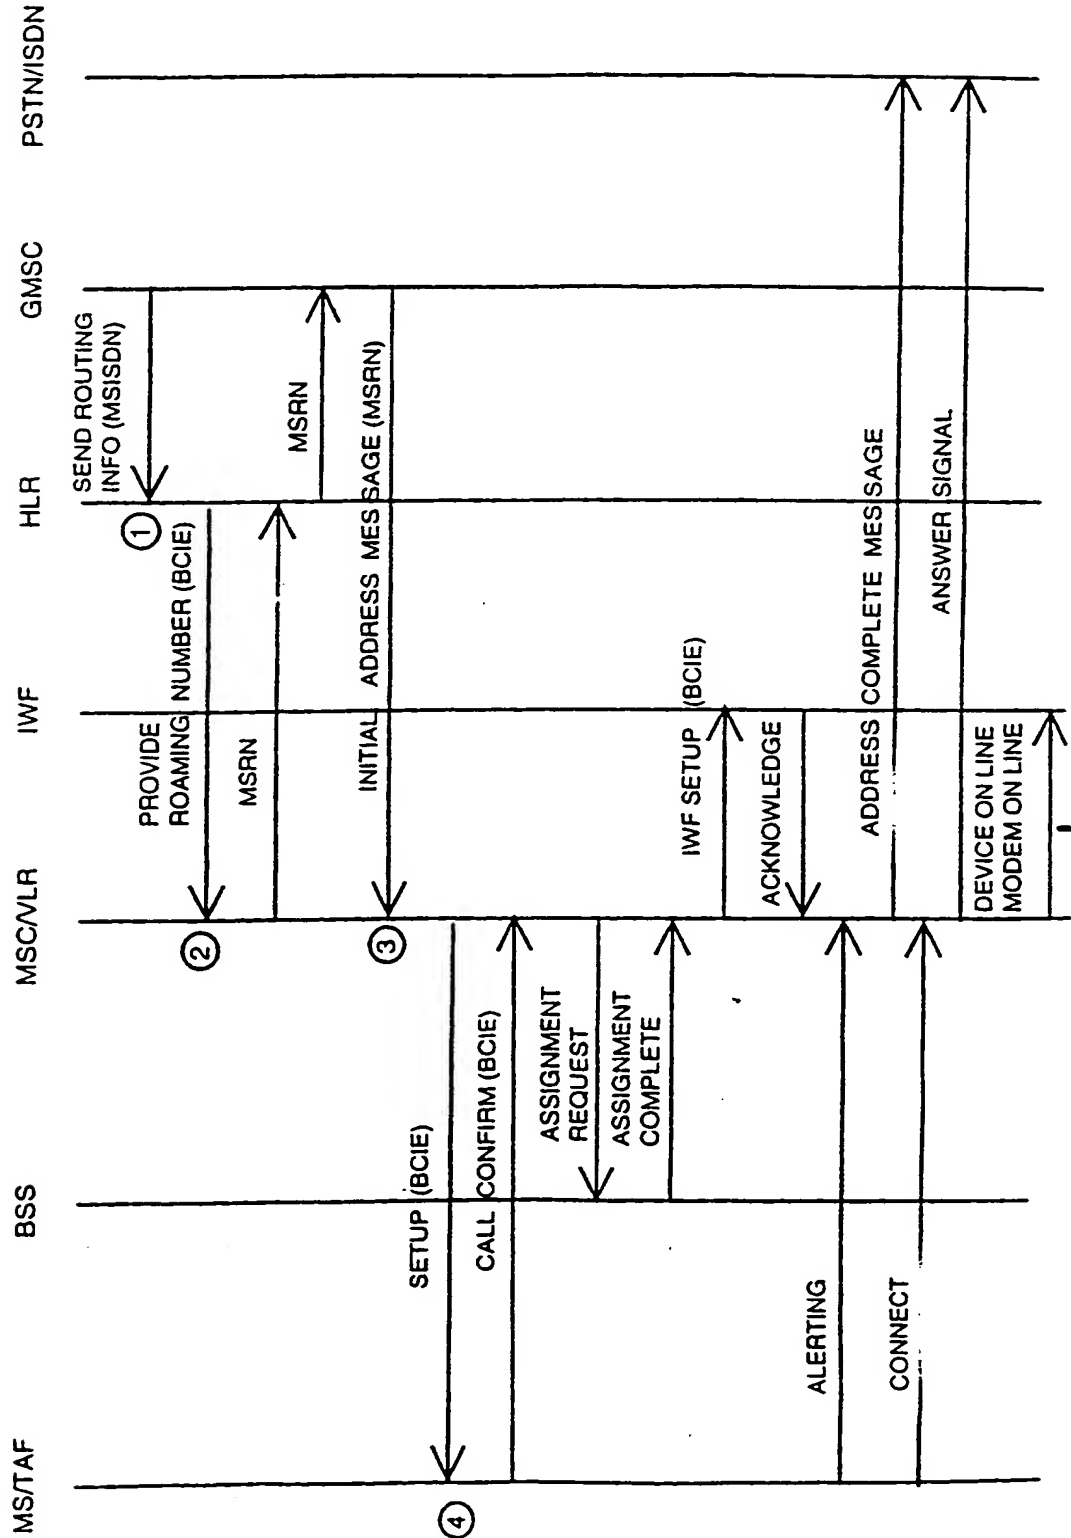 MS/TAF
BSS
MSC/VLR
IWF
HLR
GMSC
PSTN/ISDN
SEND ROUTING
INFO (MSISDN)
1
PROVIDE
ROAMING NUMBER (BCIE)
2
MSRN
MSRN
INITIAL ADDRESS MESSAGE (MSRN)
3
SETUP (BCIE)
4
CALL CONFIRM (BCIE)
ASSIGNMENT
REQUEST
ASSIGNMENT
COMPLETE
IWF SETUP (BCIE)
ACKNOWLEDGE
ALERTING
ADDRESS COMPLETE MESSAGE
CONNECT
ANSWER SIGNAL
DEVICE ON LINE
MODEM ON LINE